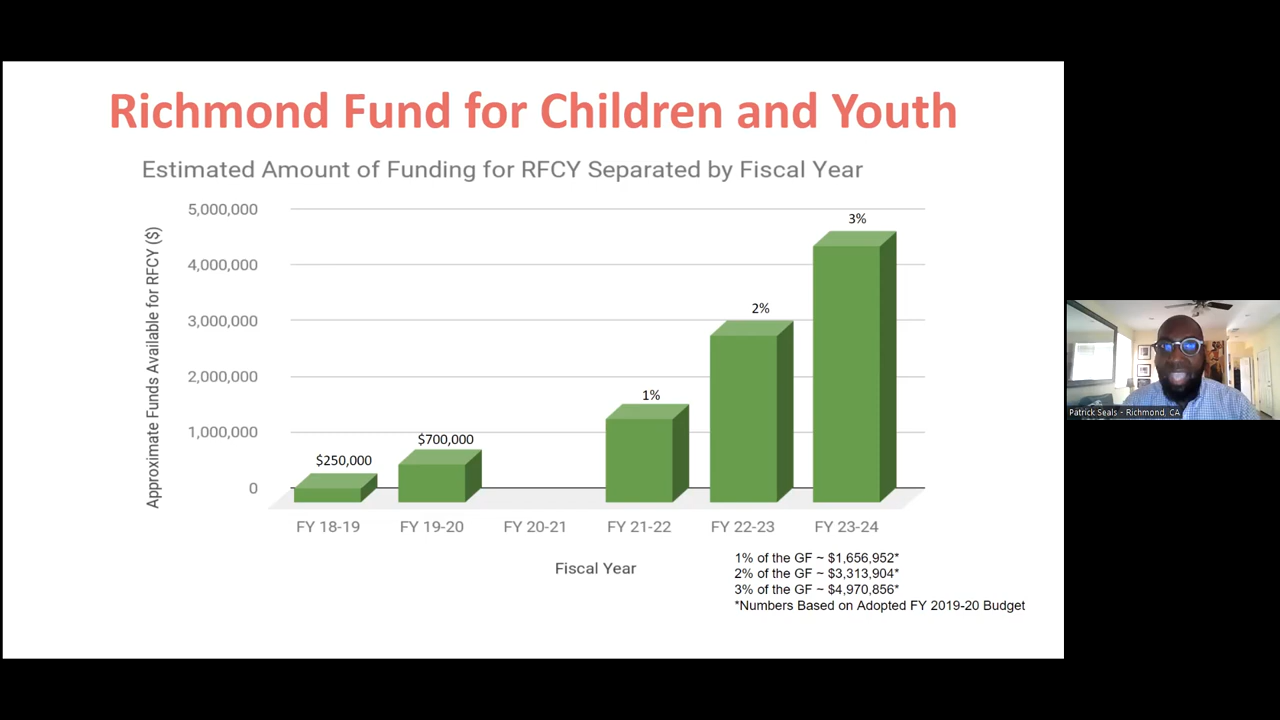 Richmond Fund for Children and Youth
Estimated Amount of Funding for RFCY Separated by Fiscal Year
Approximate Funds Available for RFCY ($)
5,000,000
4,000,000
3,000,000
2,000,000
1,000,000
0
$250,000
$700,000
1%
2%
3%
FY 18-19
FY 19-20
FY 20-21
FY 21-22
FY 22-23
FY 23-24
Fiscal Year
1% of the GF ~ $1,656,952*
2% of the GF ~ $3,313,904*
3% of the GF ~ $4,970,856*
*Numbers Based on Adopted FY 2019-20 Budget
Patrick Seals - Richmond, CA